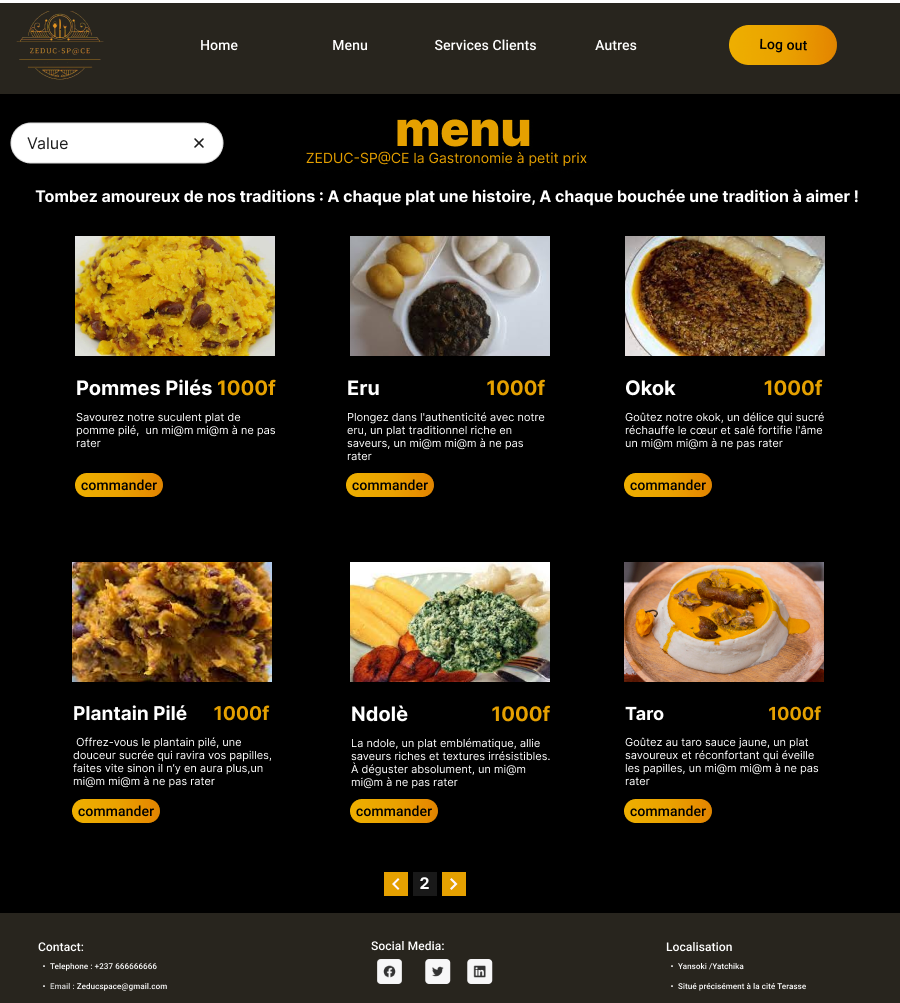 ZEDUC-SP@CE
Home Menu Services Clients Autres Log out
Value
menu
ZEDUC-SP@CE la Gastronomie à petit prix
Tombez amoureux de nos traditions : A chaque plat une histoire, A chaque bouchée une tradition à aimer !
Pommes Pilés 1000f
Savourez notre suculent plat de
pomme pilé, un mi@m mi@m à ne pas
rater
commander
Eru 1000f
Plongez dans l'authenticité avec notre
eru, un plat traditionnel riche en
saveurs, un mi@m mi@m à ne pas
rater
commander
Okok 1000f
Goûtez notre okok, un délice qui sucré
réchauffe le cœur et salé fortifie l'âme
un mi@m mi@m à ne pas rater
commander
Plantain Pilé 1000f
Offrez-vous le plantain pilé, une
douceur sucrée qui ravira vos papilles,
faites vite sinon il n'y en aura plus,un
mi@m mi@m à ne pas rater
commander
Ndolè 1000f
La ndole, un plat emblématique, allie
saveurs riches et textures irrésistibles.
À déguster absolument, un mi@m
mi@m à ne pas rater
commander
Taro 1000f
Goûtez au taro sauce jaune, un plat
savoureux et réconfortant qui éveille
les papilles, un mi@m mi@m à ne pas
rater
commander
2
Contact:
• Telephone : +237 666666666
• Email : Zeducspace@gmail.com
Social Media:
Localisation
• Yansoki /Yatchika
• Situé précisément à la cité Terasse